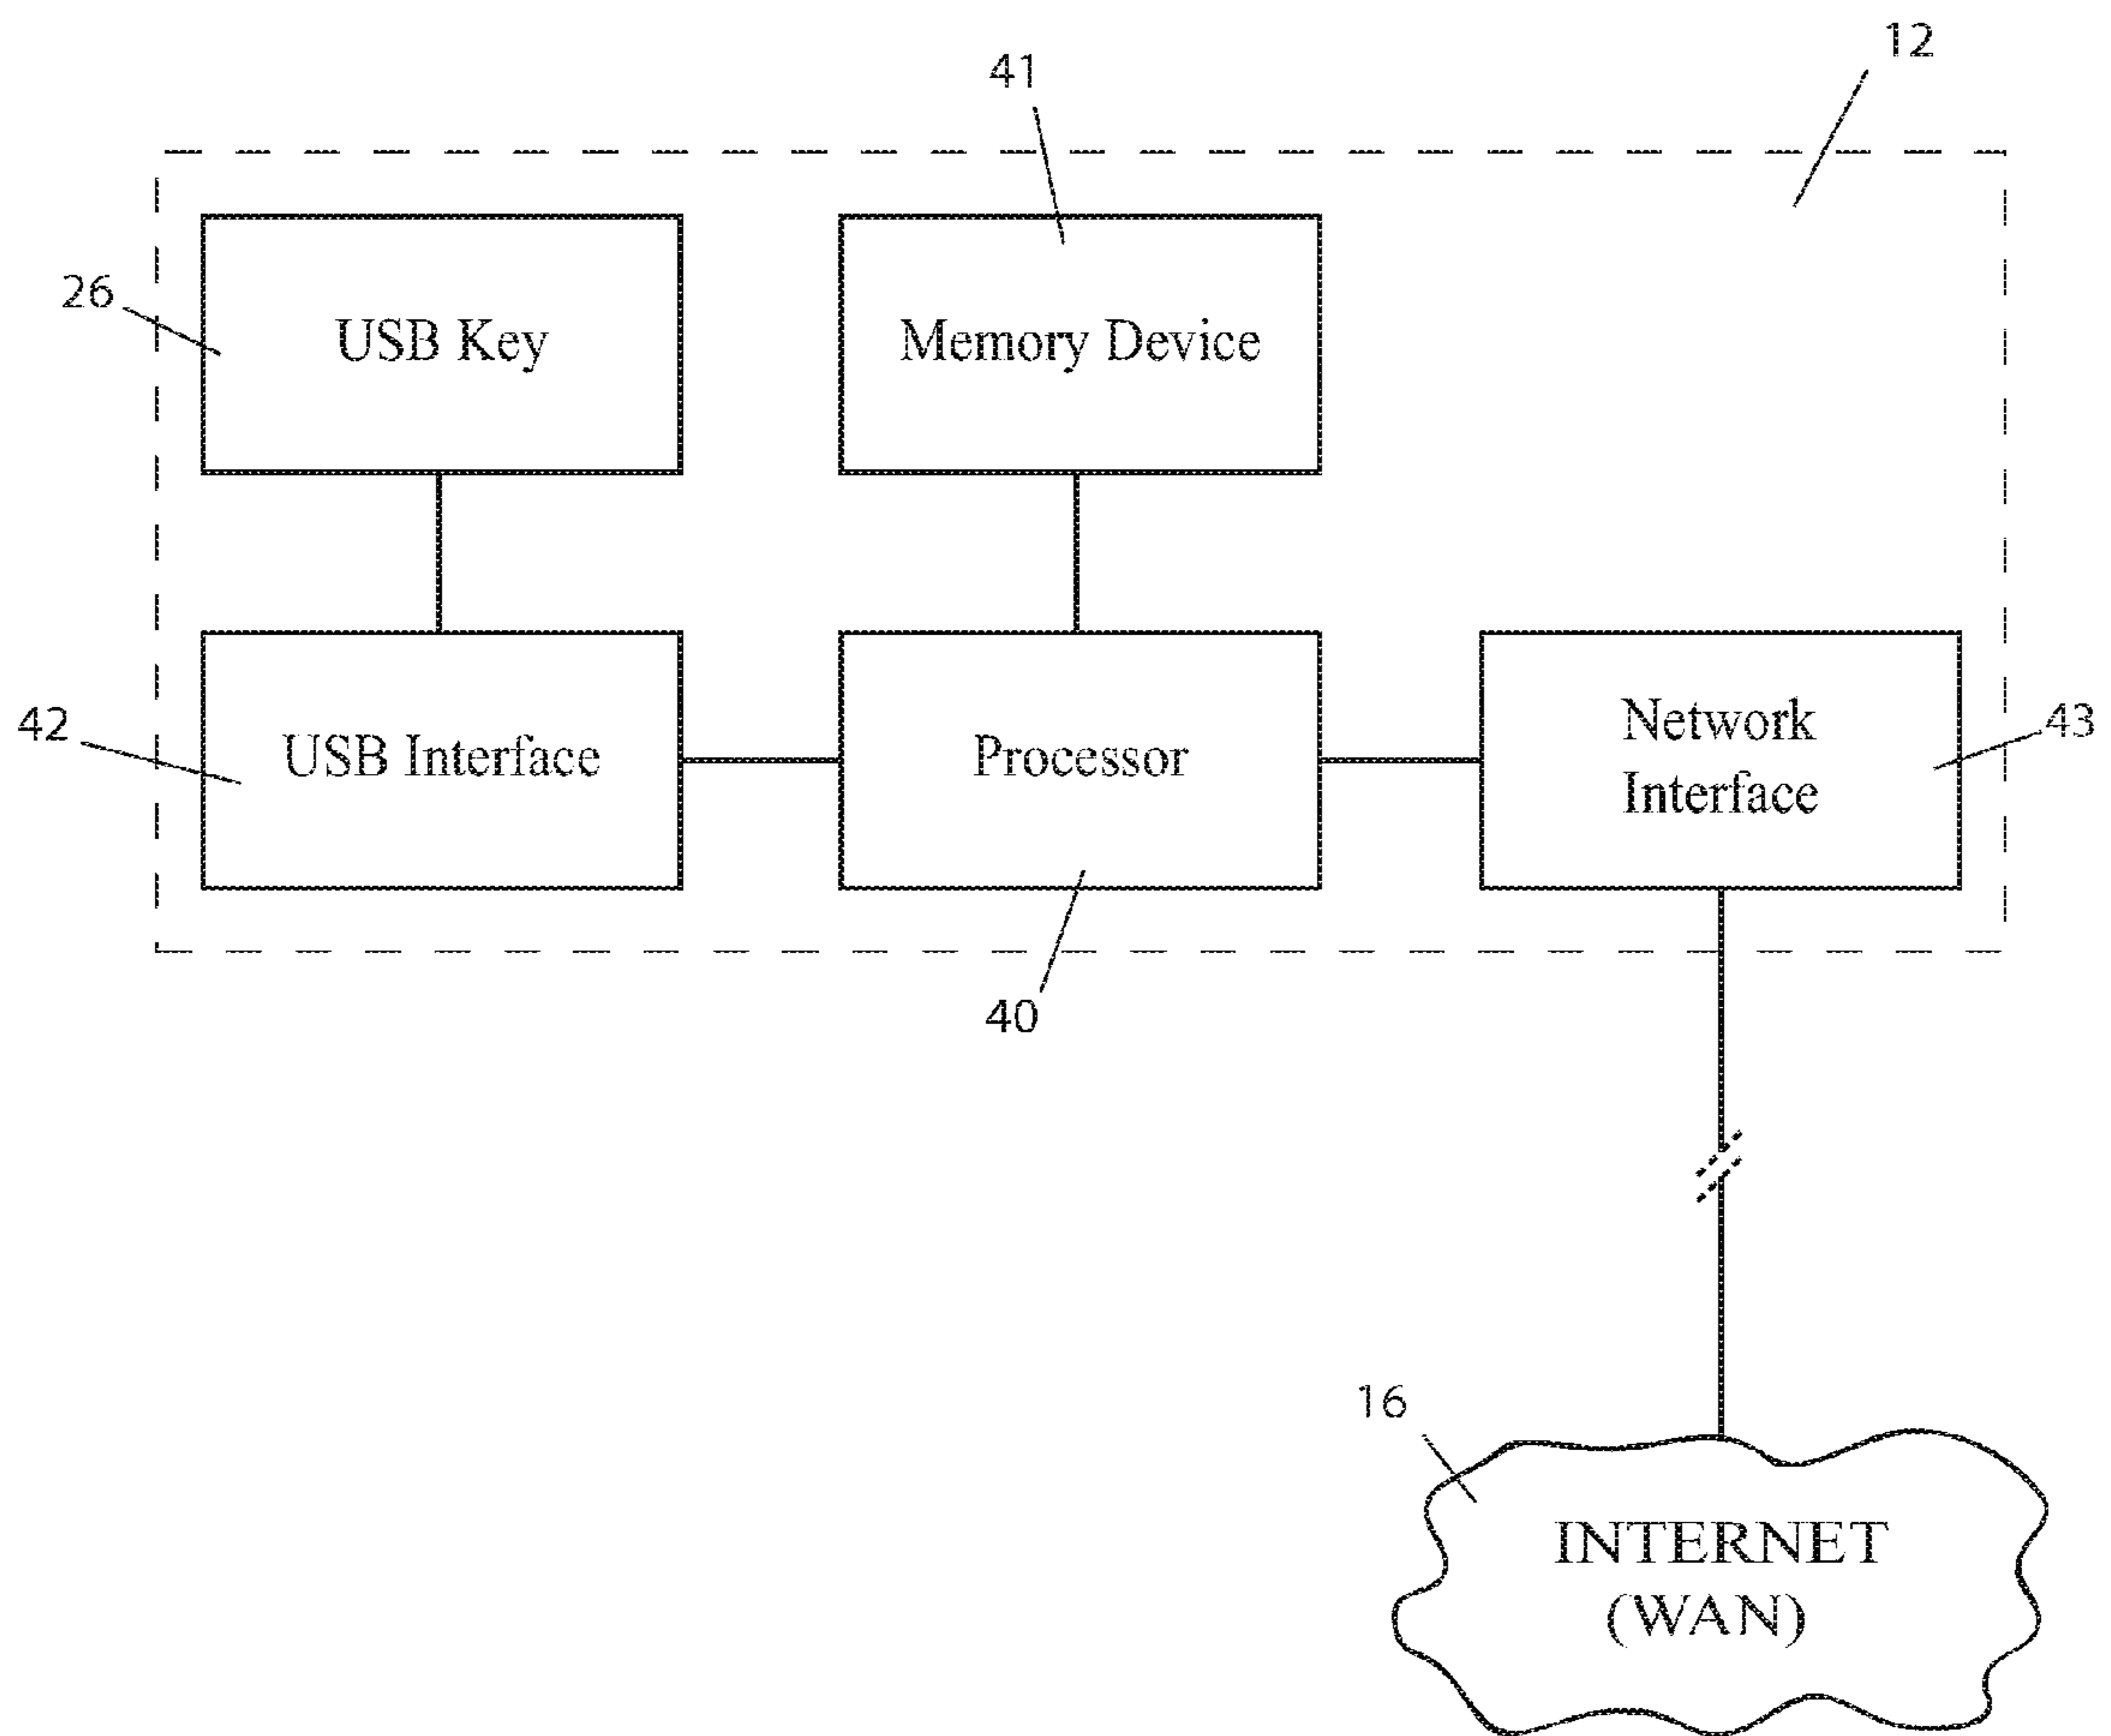 12
41
26
USB Key
Memory Device
42
USB Interface
Processor
Network
Interface
43
40
16
INTERNET
(WAN)